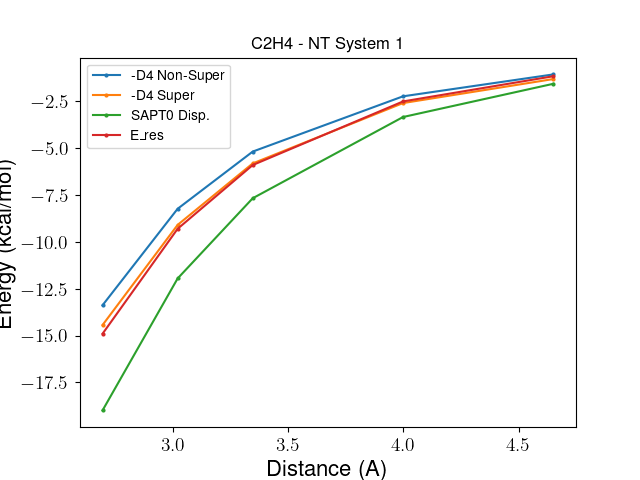 C2H4 - NT System 1
-D4 Non-Super
-D4 Super
SAPT0 Disp.
E_res
−2.5
−5.0
−7.5
−10.0
−12.5
−15.0
−17.5
Energy (kcal/mol)
3.0 3.5 4.0 4.5
Distance (A)